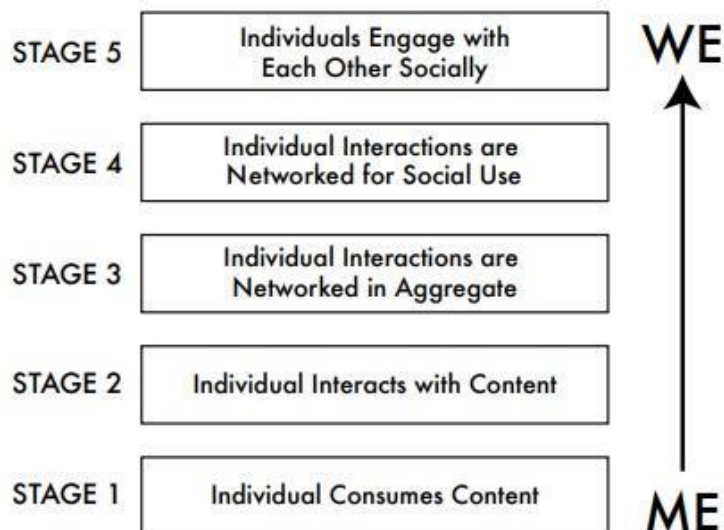 STAGE 5
Individuals Engage with
Each Other Socially
WE
STAGE 4
Individual Interactions are
Networked for Social Use
STAGE 3
Individual Interactions are
Networked in Aggregate
STAGE 2
Individual Interacts with Content
STAGE 1
Individual Consumes Content
ME